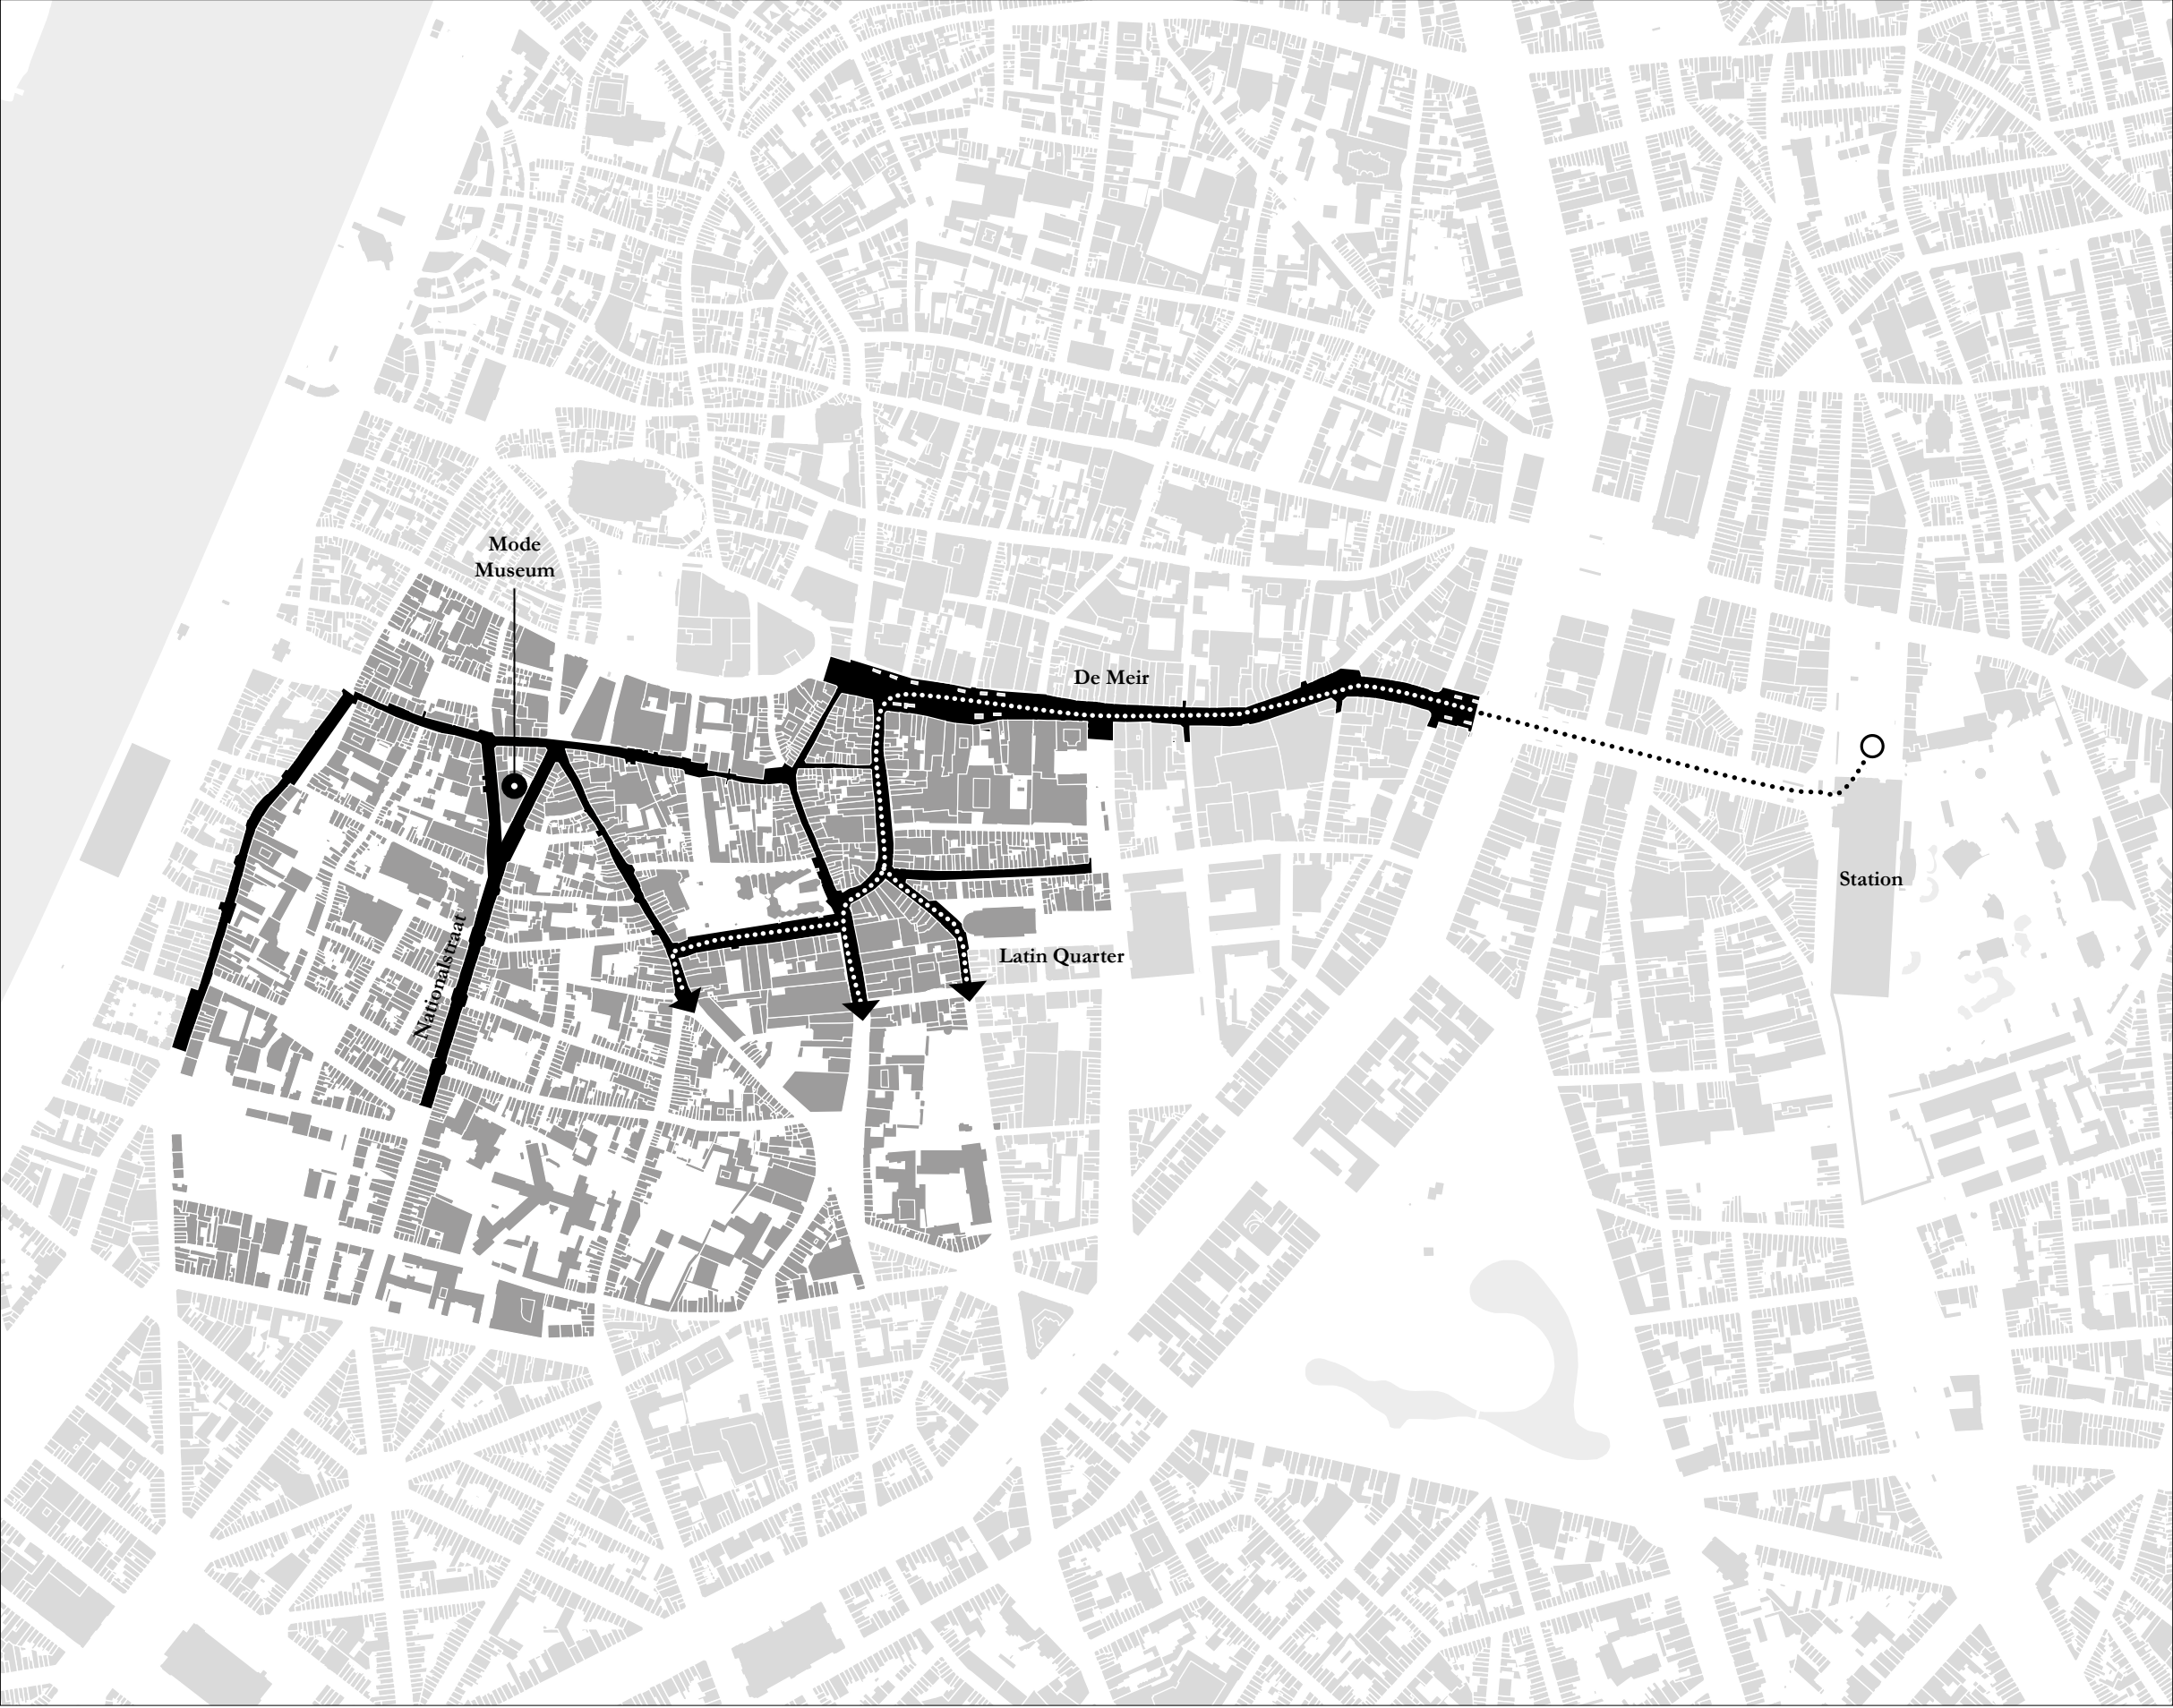 Mode
Museum
De Meir
Station
Nationalstraat
Latin Quarter